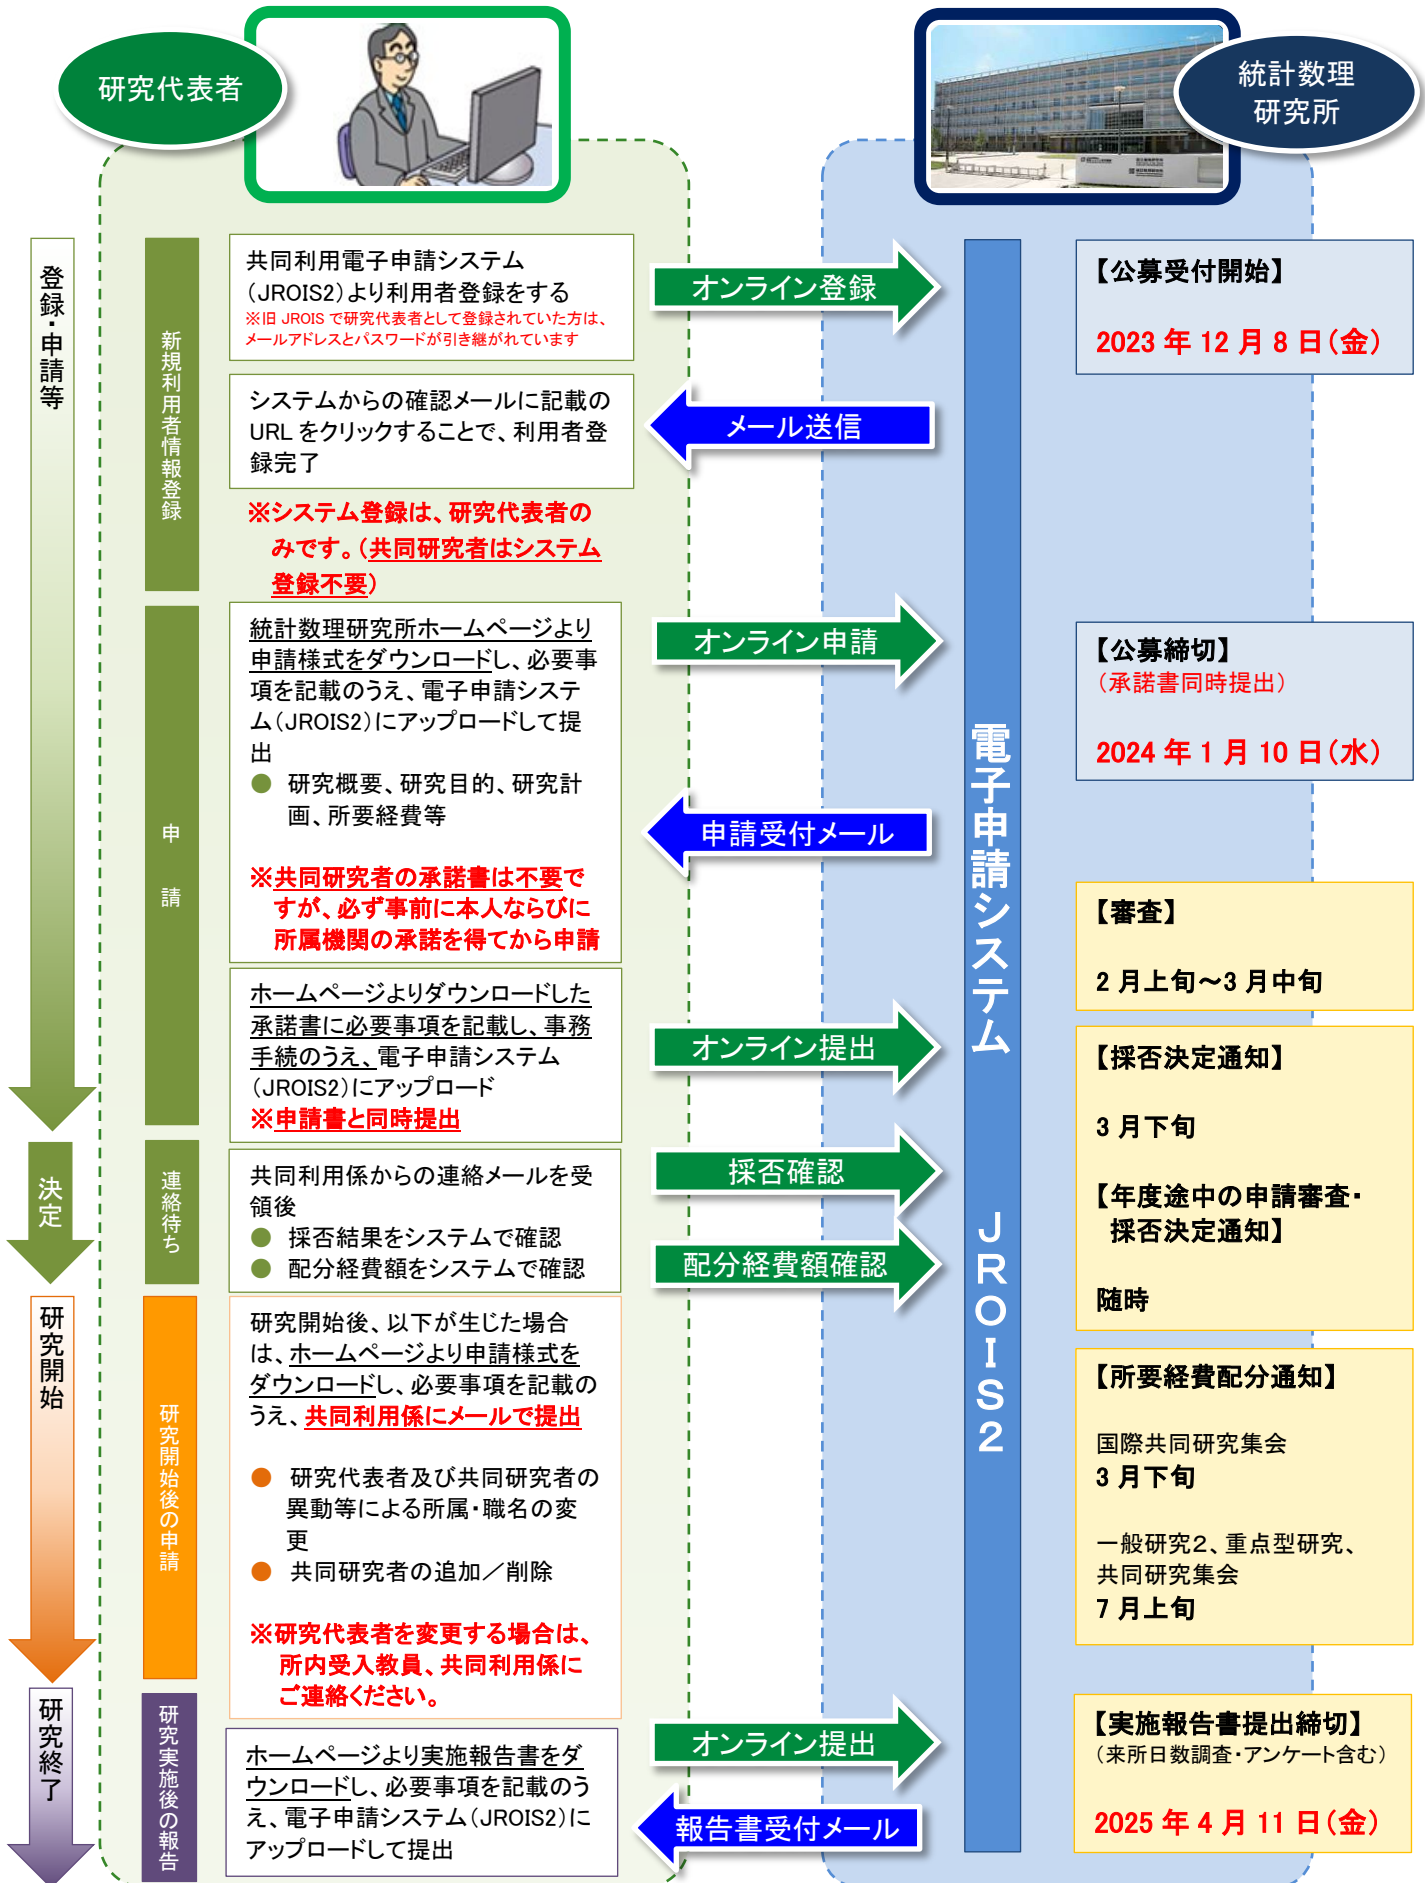 研究代表者
統計数理
研究所
登録・申請等
新規利用者情報登録
共同利用電子申請システム
（JROIS2）より利用者登録をする
※旧 JROIS で研究代表者として登録されていた方は、
メールアドレスとパスワードが引き継がれています
オンライン登録
【公募受付開始】
2023 年 12 月 8 日（金）
システムからの確認メールに記載の
URL をクリックすることで、利用者登
録完了
メール送信
※システム登録は、研究代表者の
みです。（共同研究者はシステム
登録不要）
申請
統計数理研究所ホームページより
申請様式をダウンロードし、必要事
項を記載のうえ、電子申請システ
ム（JROIS2）にアップロードして提
出
● 研究概要、研究目的、研究計
画、所要経費等
※共同研究者の承諾書は不要で
すが、必ず事前に本人ならびに
所属機関の承諾を得てから申請
オンライン申請
申請受付メール
【公募締切】
（承諾書同時提出）
2024 年 1 月 10 日（水）
電子申請システム JROIS2
【審査】
2 月上旬～3 月中旬
ホームページよりダウンロードした
承諾書に必要事項を記載し、事務
手続のうえ、電子申請システム
（JROIS2）にアップロード
※申請書と同時提出
オンライン提出
【採否決定通知】
3 月下旬
【年度途中の申請審査・
採否決定通知】
随時
決定
連絡待ち
共同利用係からの連絡メールを受
領後
● 採否結果をシステムで確認
● 配分経費額をシステムで確認
採否確認
配分経費額確認
研究開始
研究開始後の申請
研究開始後、以下が生じた場合
は、ホームページより申請様式を
ダウンロードし、必要事項を記載の
うえ、共同利用係にメールで提出
● 研究代表者及び共同研究者の
異動等による所属・職名の変
更
● 共同研究者の追加／削除
※研究代表者を変更する場合は、
所内受入教員、共同利用係に
ご連絡ください。
【所要経費配分通知】
国際共同研究集会
3 月下旬
一般研究２、重点型研究、
共同研究集会
7 月上旬
研究終了
研究実施後の報告
ホームページより実施報告書をダ
ウンロードし、必要事項を記載のう
え、電子申請システム（JROIS2）に
アップロードして提出
オンライン提出
報告書受付メール
【実施報告書提出締切】
（来所日数調査・アンケート含む）
2025 年 4 月 11 日（金）